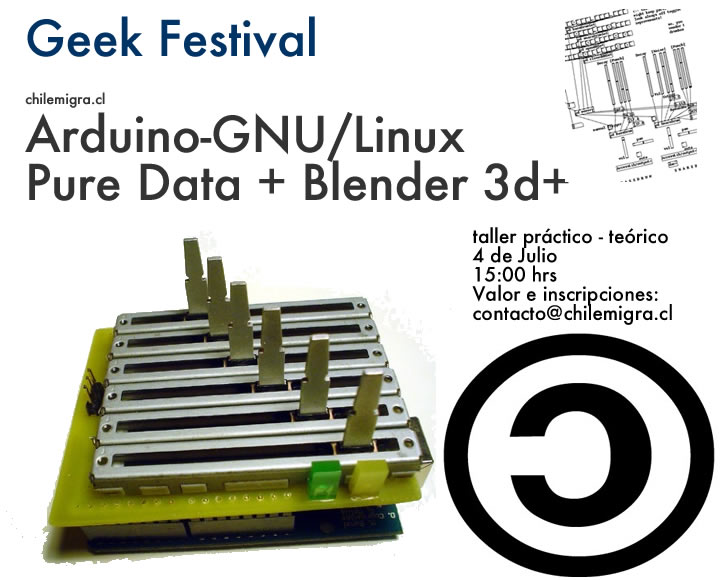 Geek Festival
chilemigra.cl
Arduino-GNU/Linux
Pure Data + Blender 3d+
taller práctico - teórico
4 de Julio
15:00 hrs
Valor e inscripciones:
contacto@chilemigra.cl